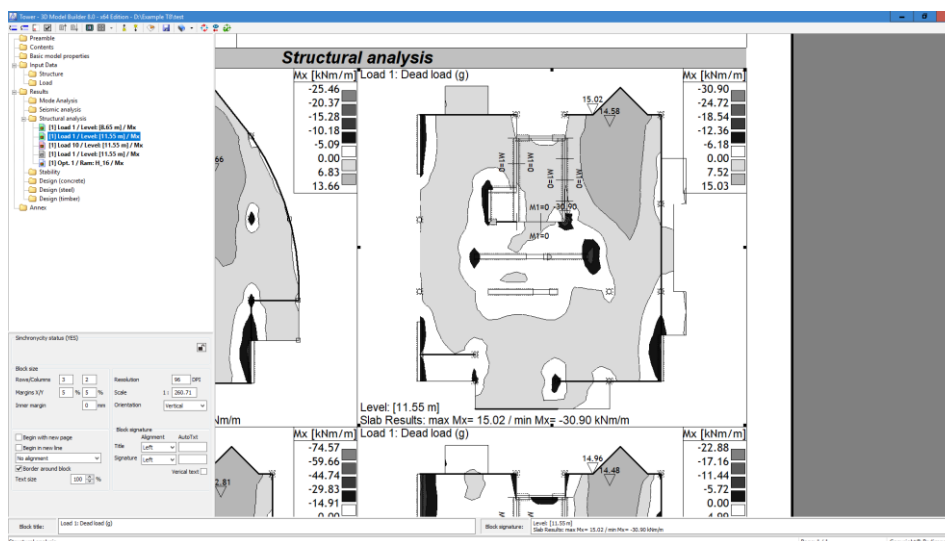 Tower - 3D Model Builder 8.0 - x64 Edition - D:\Example T8\test
Preamble
Contents
Basic model properties
Input Data
Structure
Load
Results
Mode Analysis
Seismic analysis
Structural analysis
[1] Load 1 / Level: [8.65 m] / Mx
[1] Load 1 / Level: [11.55 m] / Mx
[1] Load 10 / Level: [11.55 m] / Mx
[1] Load 1 / Level: [11.55 m] / Mx
[1] Opt. 1 / Ram: H_16 / Mx
Stability
Design (concrete)
Design (steel)
Design (timber)
Annex
Sinchronycity status (YES)
Block size
Rows/Columns 3 2
Margins X/Y 5 % 5 %
Inner margin 0 mm
Resolution 96 DPI
Scale 1: 260.71
Orientation Vertical
Begin with new page
Begin in new line
No alignment
Border around block
Text size 100 %
Block signature
Alignment AutoTxt
Title Left
Signature Left
Verical text
Structural analysis
Mx [kNm/m]
-25.46
-20.37
-15.28
-10.18
-5.09
0.00
6.83
13.66
Load 1: Dead load (g)
Mx [kNm/m]
-30.90
-24.72
-18.54
-12.36
-6.18
0.00
7.52
15.03
15.02
14.58
M1=0
M1=0
M1=0
M1=0
M1=0 -30.90
M1=0
66
Level: [11.55 m]
Slab Results: max Mx= 15.02 / min Mx= -30.90 kNm/m
Nm/m
Mx [kNm/m]
-74.57
-59.66
-44.74
-29.83
-14.91
0.00
2.81
Load 1: Dead load (g)
Mx [kNm/m]
-22.88
-17.16
-11.44
-5.72
0.00
14.96
14.48
Block title: Load 1: Dead load (g)
Block signature: Level: [11.55 m]
Slab Results: max Mx= 15.02 / min Mx= -30.90 kNm/m